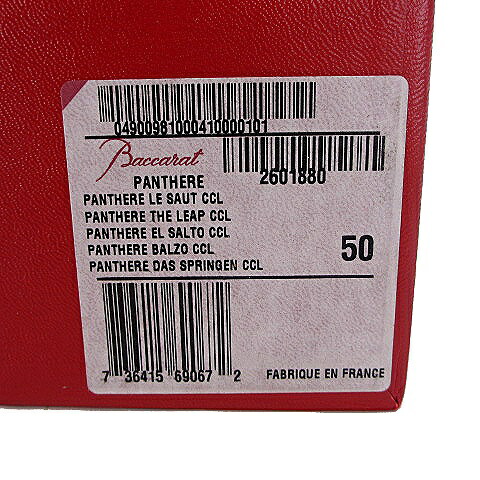 04900981000410000101
Baccarat
PANTHERE 2601880
PANTHERE LE SAUT CCL
PANTHERE THE LEAP CCL
PANTHERE EL SALTO CCL
PANTHERE BALZO CCL
PANTHERE DAS SPRINGEN CCL
50
7 36415 69067 2
FABRIQUE EN FRANCE